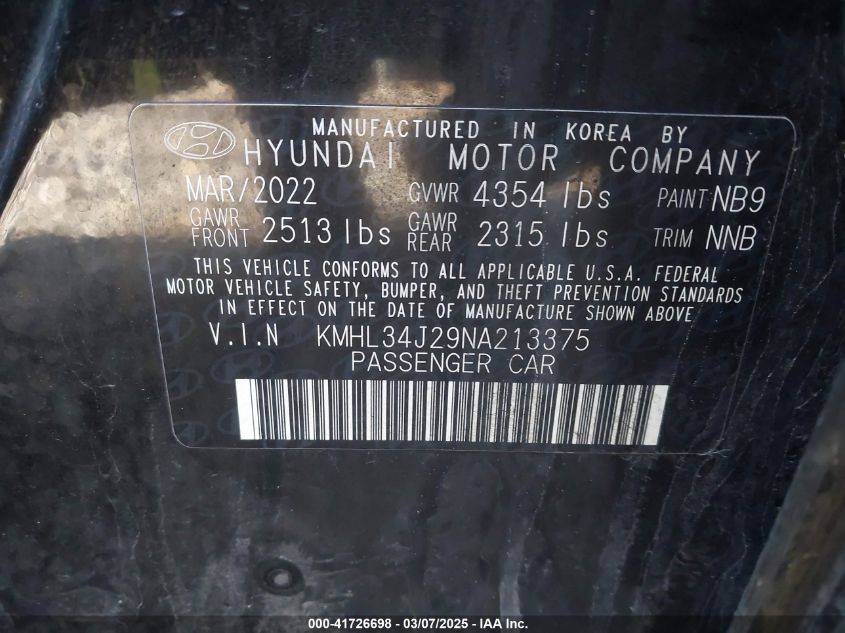 MANUFACTURED IN KOREA BY
HYUNDAI MOTOR COMPANY
MAR/2022 GVWR 4354 lbs PAINT NB9
GAWR FRONT 2513 lbs GAWR REAR 2315 lbs TRIM NNB
THIS VEHICLE CONFORMS TO ALL APPLICABLE U.S.A. FEDERAL
MOTOR VEHICLE SAFETY, BUMPER, AND THEFT PREVENTION STANDARDS
IN EFFECT ON THE DATE OF MANUFACTURE SHOWN ABOVE
V.I.N KMHL34J29NA213375
PASSENGER CAR
000-41726698 - 03/07/2025 - IAA Inc.